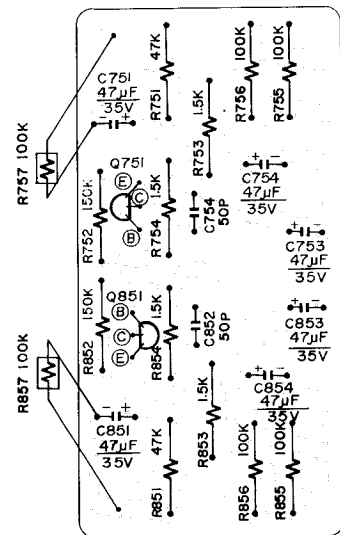 R757 100K
C751
47µF
35V
- +
R751
47K
R753
1.5K
R756
100K
R755
100K
R752
150K
Q751
E
C
B
R754
1.5K
C754
50P
+ -
C754
47µF
35V
+ -
C753
47µF
35V
R857 100K
R852
150K
Q851
B
C
E
R854
1.5K
C852
50P
+ -
C853
47µF
35V
+ -
C854
47µF
35V
- +
C851
47µF
35V
R851
47K
R853
1.5K
R856
100K
R855
100K